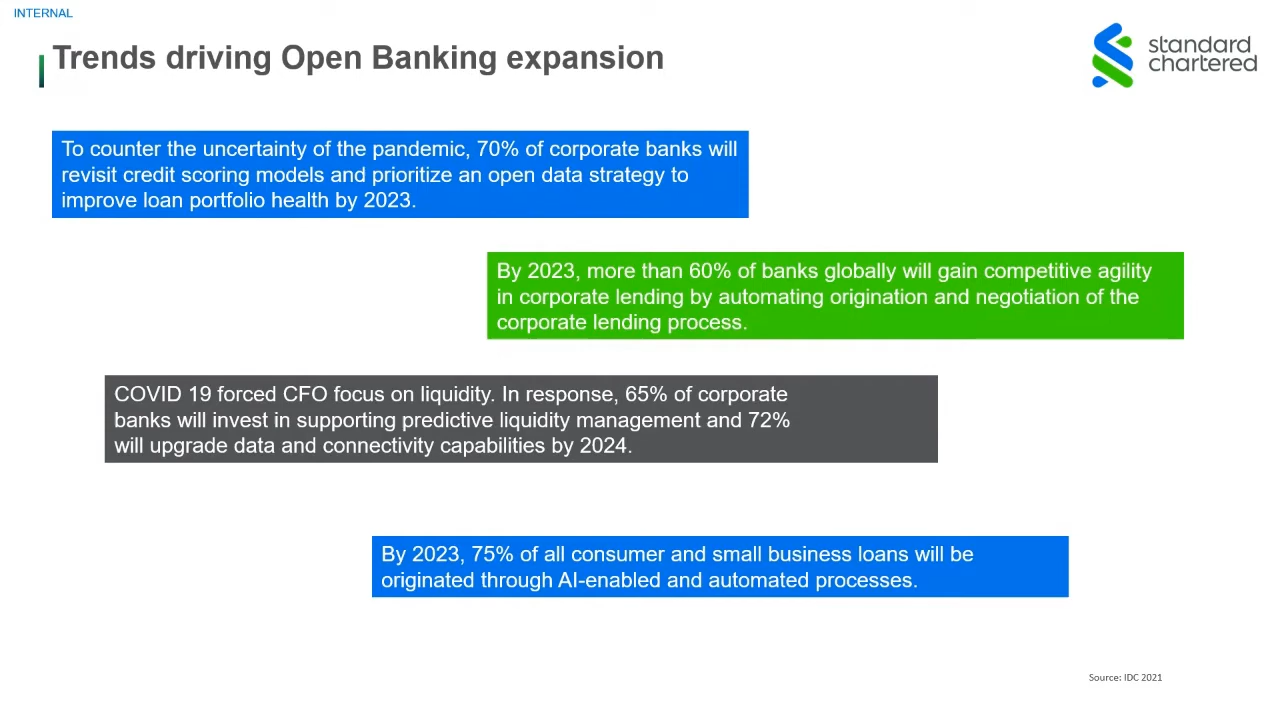 INTERNAL
Trends driving Open Banking expansion
standard
chartered
To counter the uncertainty of the pandemic, 70% of corporate banks will
revisit credit scoring models and prioritize an open data strategy to
improve loan portfolio health by 2023.
By 2023, more than 60% of banks globally will gain competitive agility
in corporate lending by automating origination and negotiation of the
corporate lending process.
COVID 19 forced CFO focus on liquidity. In response, 65% of corporate
banks will invest in supporting predictive liquidity management and 72%
will upgrade data and connectivity capabilities by 2024.
By 2023, 75% of all consumer and small business loans will be
originated through AI-enabled and automated processes.
Source: IDC 2021